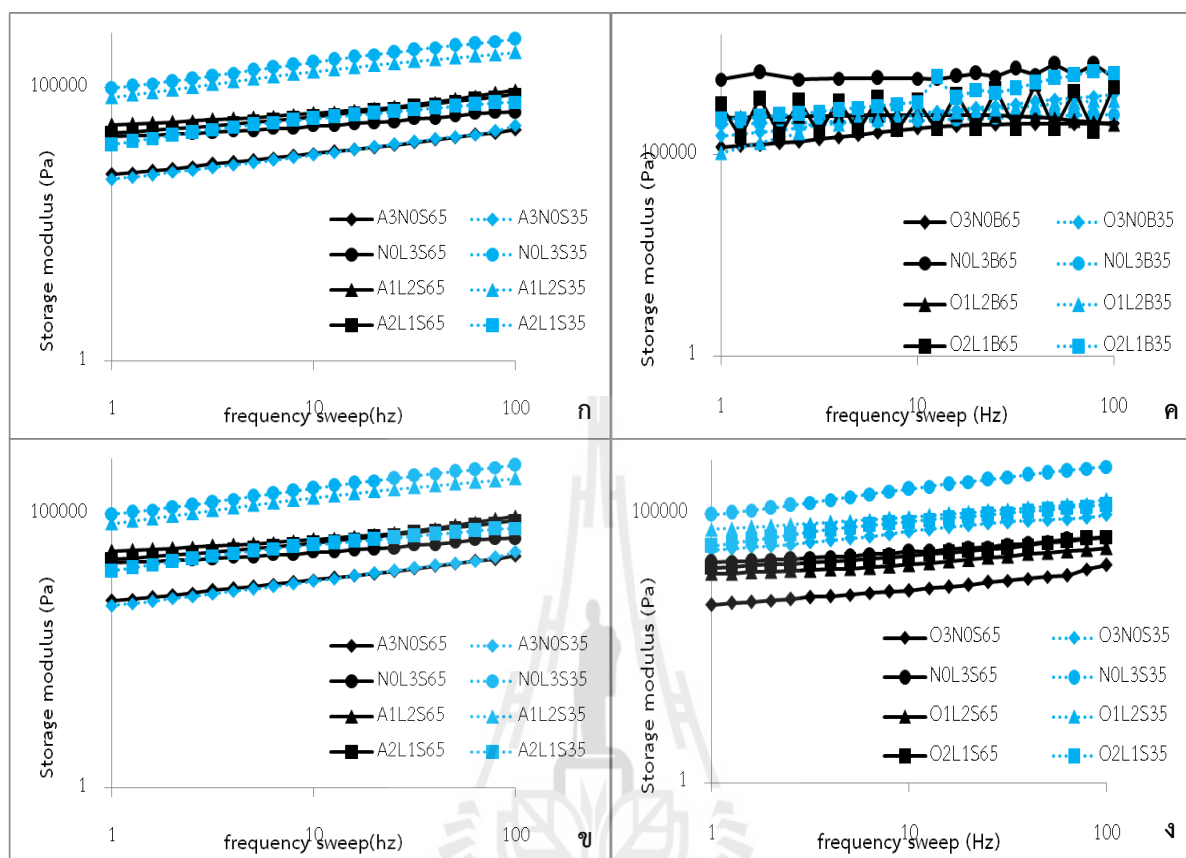 Storage modulus (Pa)
100000
1
A3N0S65 A3N0S35
N0L3S65 N0L3S35
A1L2S65 A1L2S35
A2L1S65 A2L1S35
1 10 100
frequency sweep(hz) ก
Storage modulus (Pa)
100000
1
O3N0B65 O3N0B35
N0L3B65 N0L3B35
O1L2B65 O1L2B35
O2L1B65 O2L1B35
1 10 100
frequency sweep (Hz) ค
Storage modulus (Pa)
100000
1
A3N0S65 A3N0S35
N0L3S65 N0L3S35
A1L2S65 A1L2S35
A2L1S65 A2L1S35
1 10 100
frequency sweep(hz) ข
Storage modulus (Pa)
100000
1
O3N0S65 O3N0S35
N0L3S65 N0L3S35
O1L2S65 O1L2S35
O2L1S65 O2L1S35
1 10 100
frequency sweep (Hz) ง